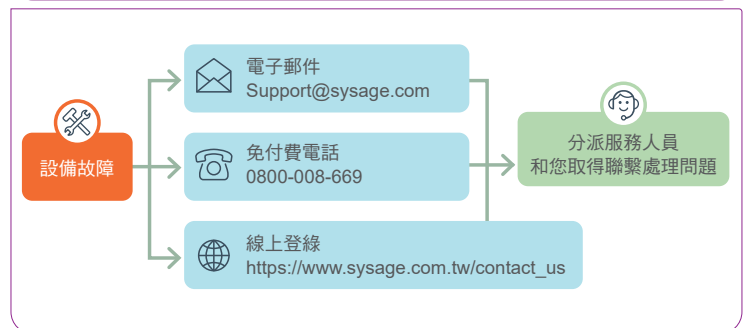 設備故障
電子郵件
Support@sysage.com
免付費電話
0800-008-669
線上登錄
https://www.sysage.com.tw/contact_us
分派服務人員
和您取得聯繫處理問題